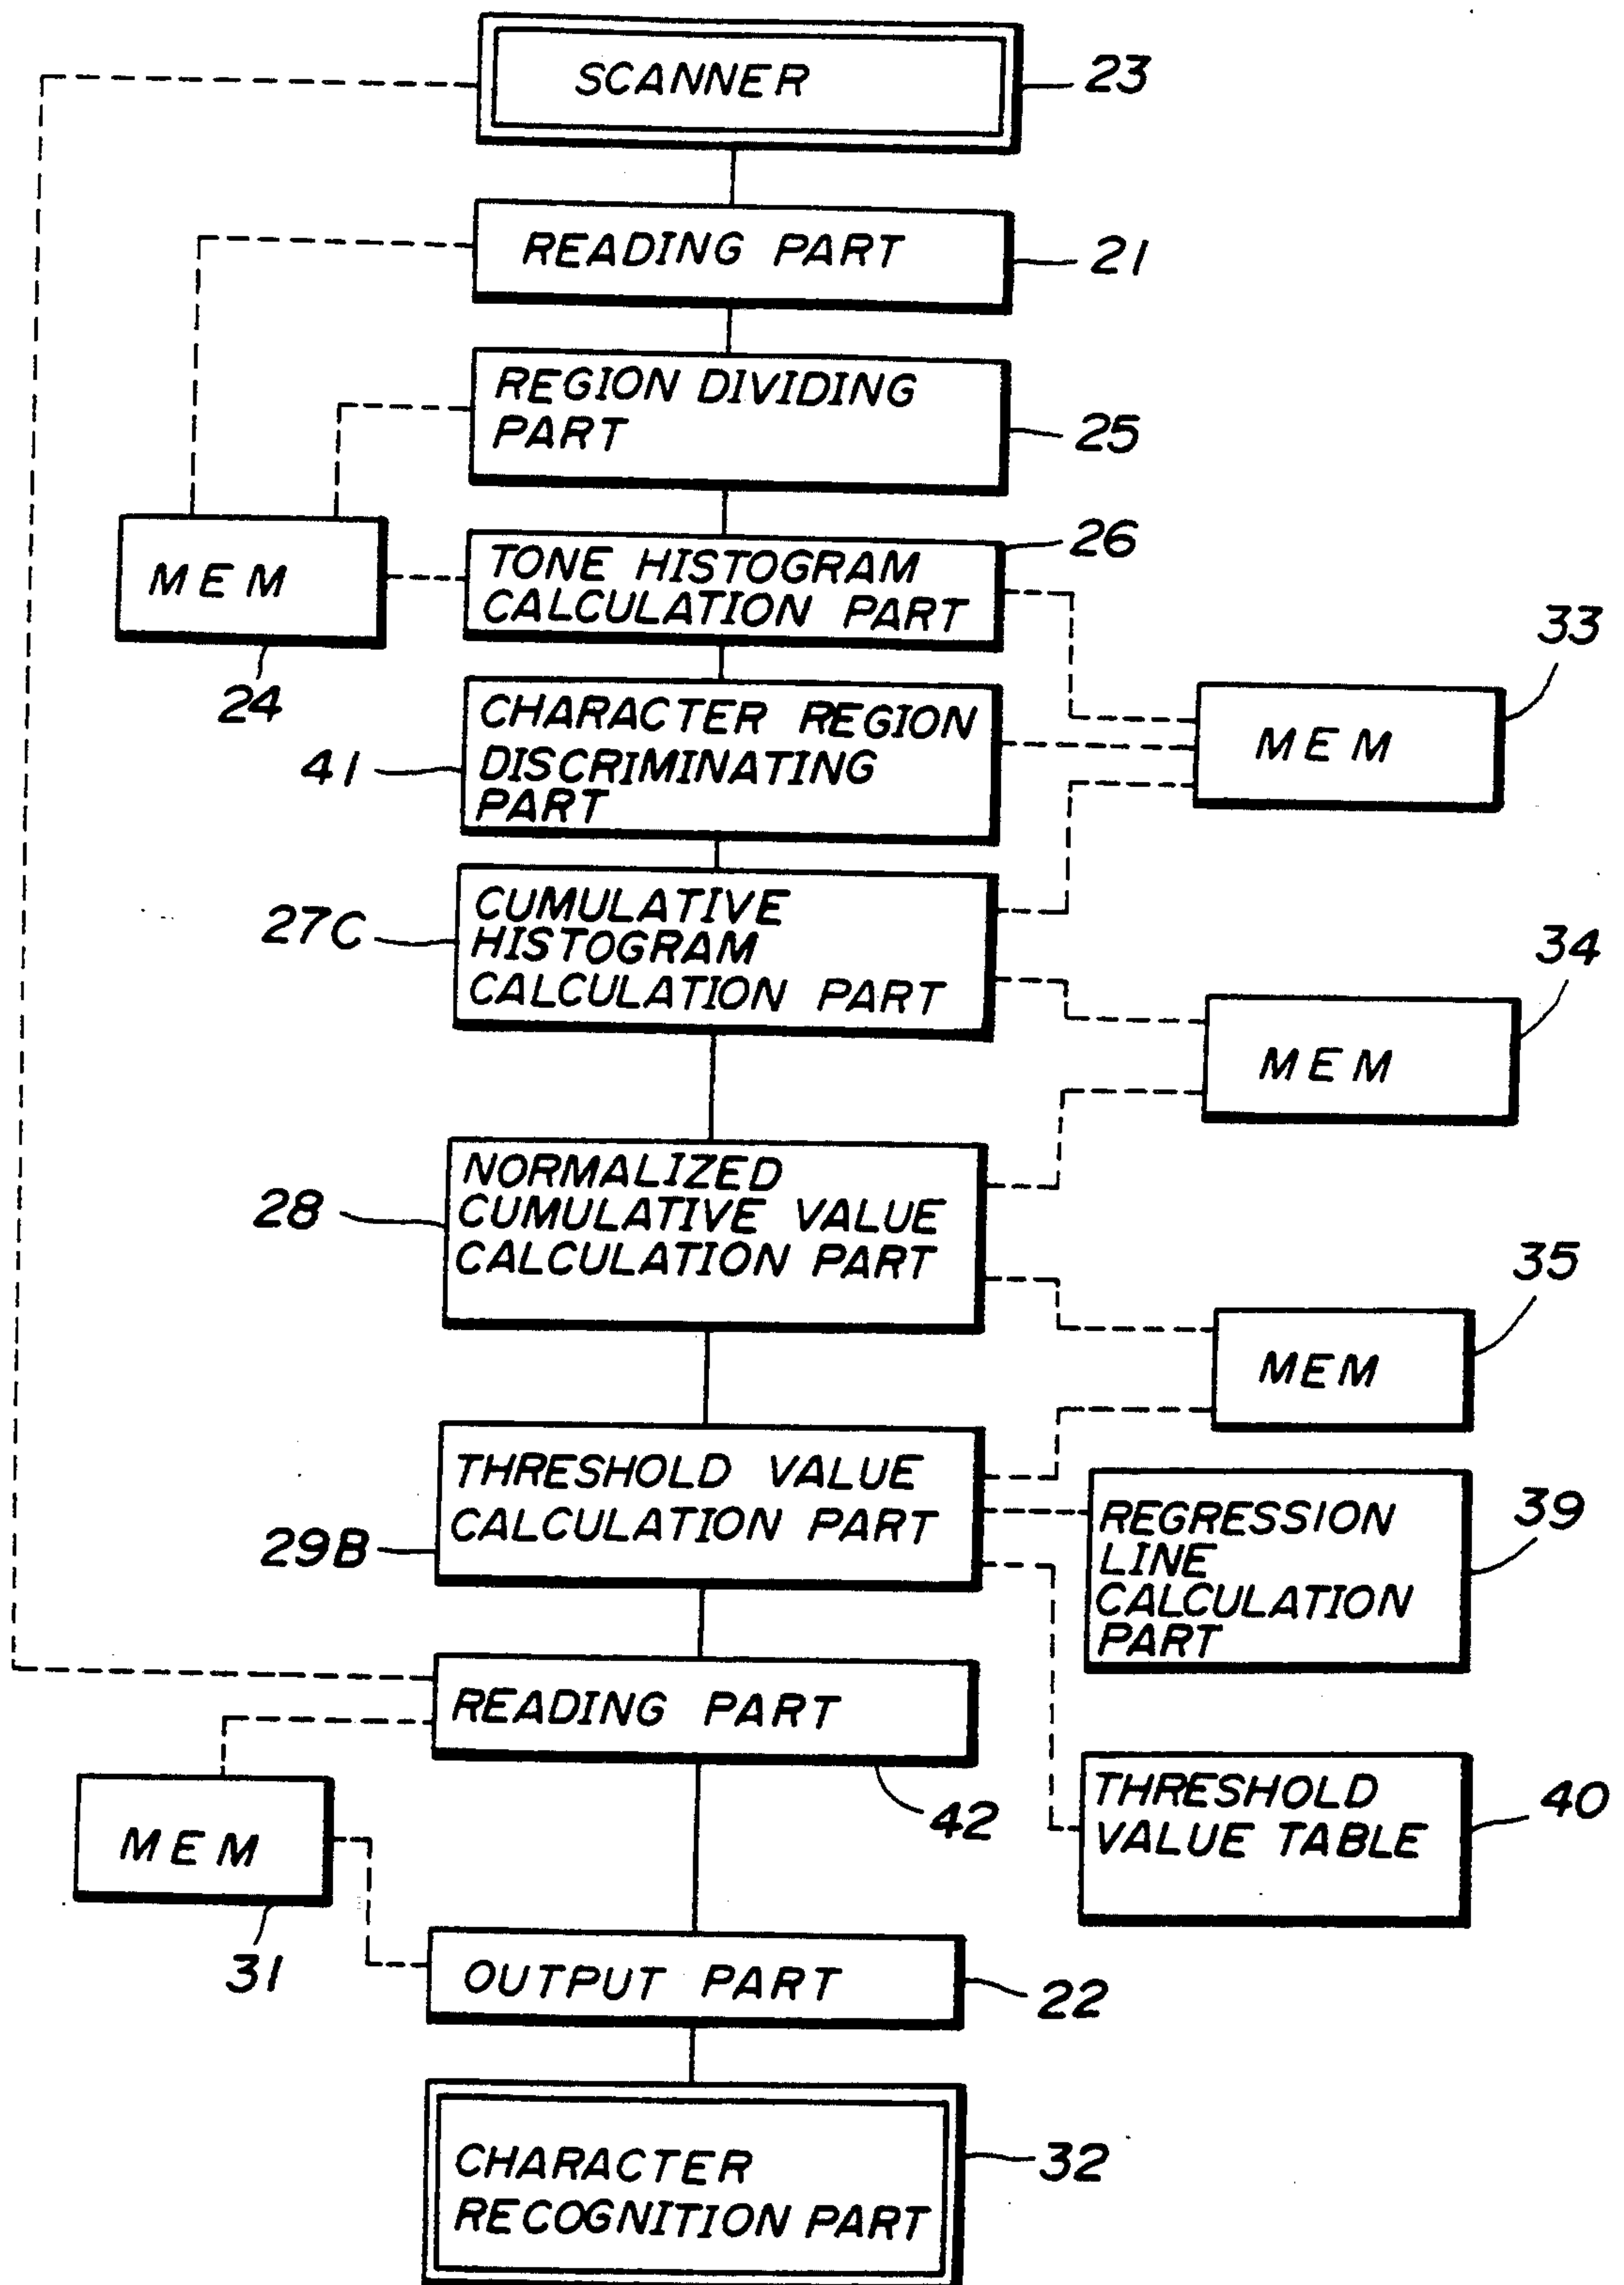 SCANNER
23
READING PART
21
REGION DIVIDING
PART
25
TONE HISTOGRAM
CALCULATION PART
26
MEM
24
CHARACTER REGION
DISCRIMINATING
PART
41
MEM
33
CUMULATIVE
HISTOGRAM
CALCULATION PART
27C
MEM
34
NORMALIZED
CUMULATIVE VALUE
CALCULATION PART
28
MEM
35
THRESHOLD VALUE
CALCULATION PART
29B
REGRESSION
LINE
CALCULATION
PART
39
READING PART
42
THRESHOLD
VALUE TABLE
40
MEM
31
OUTPUT PART
22
CHARACTER
RECOGNITION PART
32